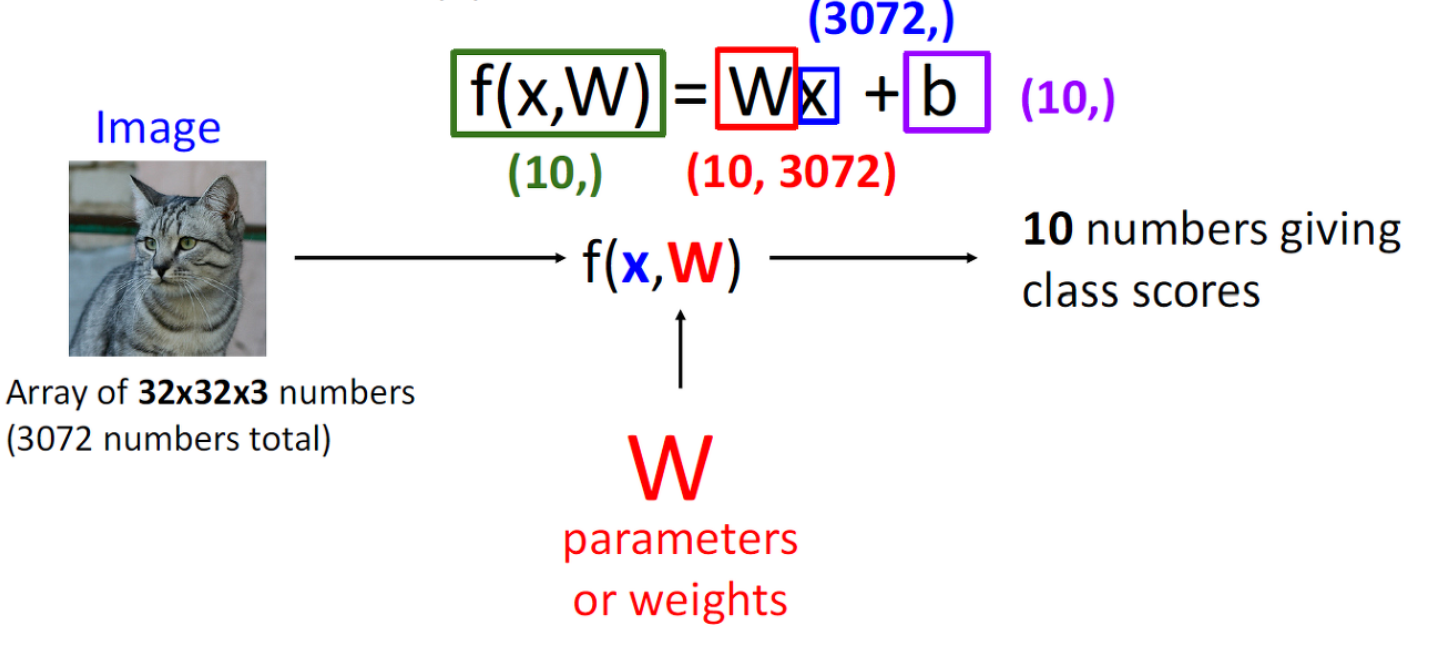 (3072,)
f(x,W) = Wx + b (10,)
(10,) (10, 3072)
Image
f(x,W)
10 numbers giving
class scores
Array of 32x32x3 numbers
(3072 numbers total)
W
parameters
or weights